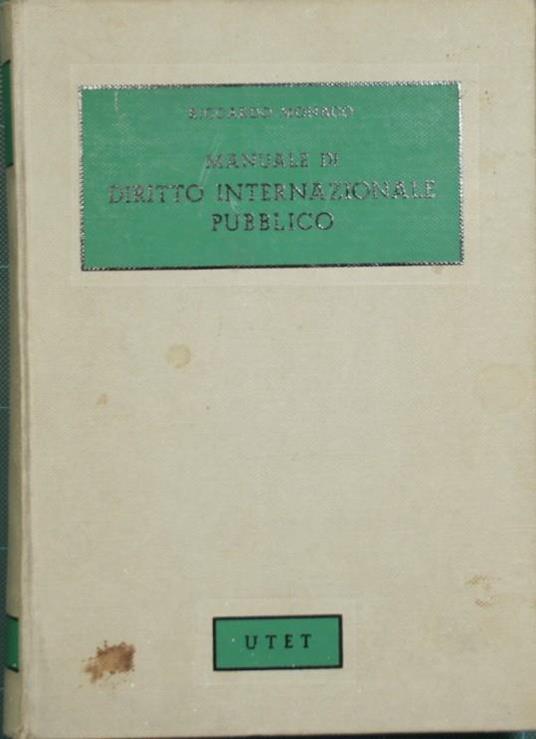 RICCARDO MONACO
MANUALE DI
DIRITTO INTERNAZIONALE
PUBBLICO
UTET